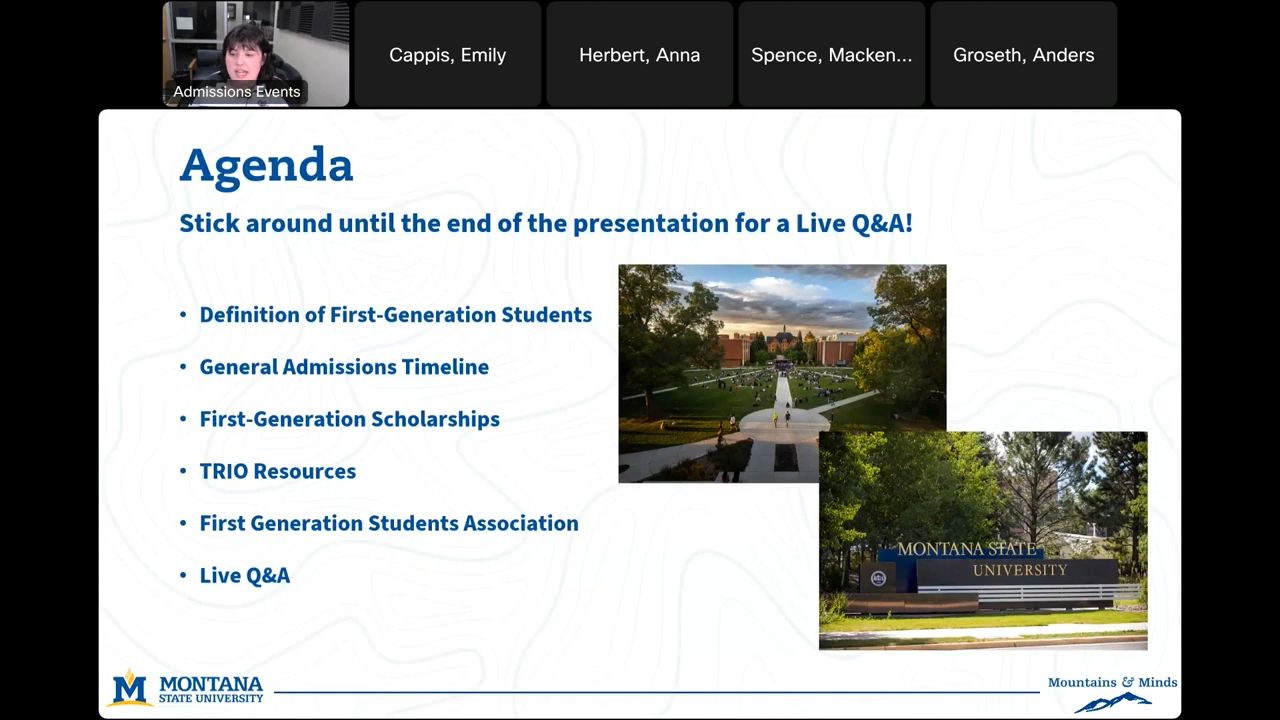 Admissions Events
Cappis, Emily
Herbert, Anna
Spence, Macken...
Groseth, Anders
Agenda
Stick around until the end of the presentation for a Live Q&A!
• Definition of First-Generation Students
• General Admissions Timeline
• First-Generation Scholarships
• TRIO Resources
• First Generation Students Association
• Live Q&A
MONTANA STATE
UNIVERSITY
M MONTANA
STATE UNIVERSITY
Mountains & Minds